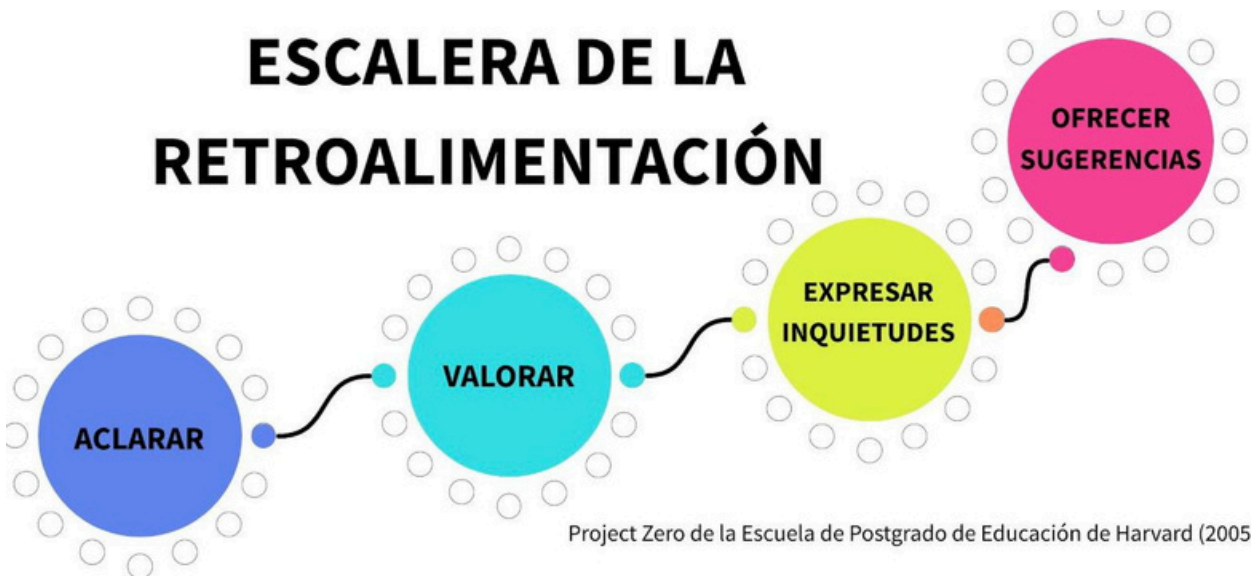 ESCALERA DE LA
RETROALIMENTACIÓN
ACLARAR
VALORAR
EXPRESAR
INQUIETUDES
OFRECER
SUGERENCIAS
Project Zero de la Escuela de Postgrado de Educación de Harvard (2005